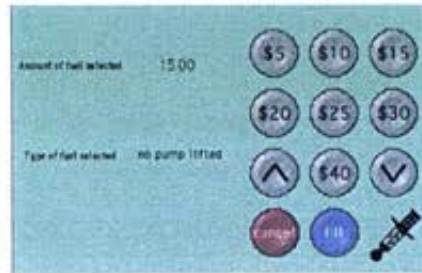 Amount of fuel selected 15.00
$5 $10 $15
$20 $25 $30
Type of fuel selected no pump lifted
$40
cancel fill